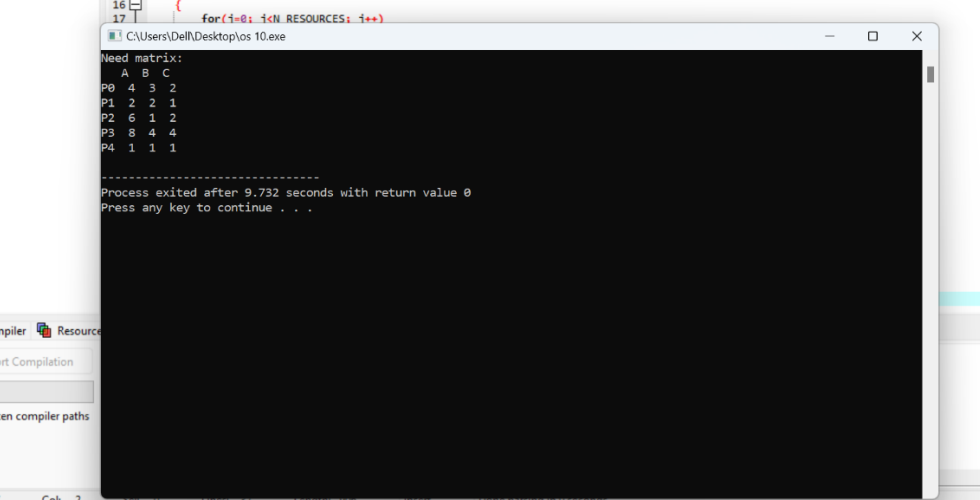 16
{
17
for(j=0; j<N_RESOURCES; j++)
C:\Users\Dell\Desktop\os 10.exe
Need matrix:
A B C
P0 4 3 2
P1 2 2 1
P2 6 1 2
P3 8 4 4
P4 1 1 1
--------------------------------
Process exited after 9.732 seconds with return value 0
Press any key to continue . . .
mpiler
Resource
rt Compilation
en compiler paths